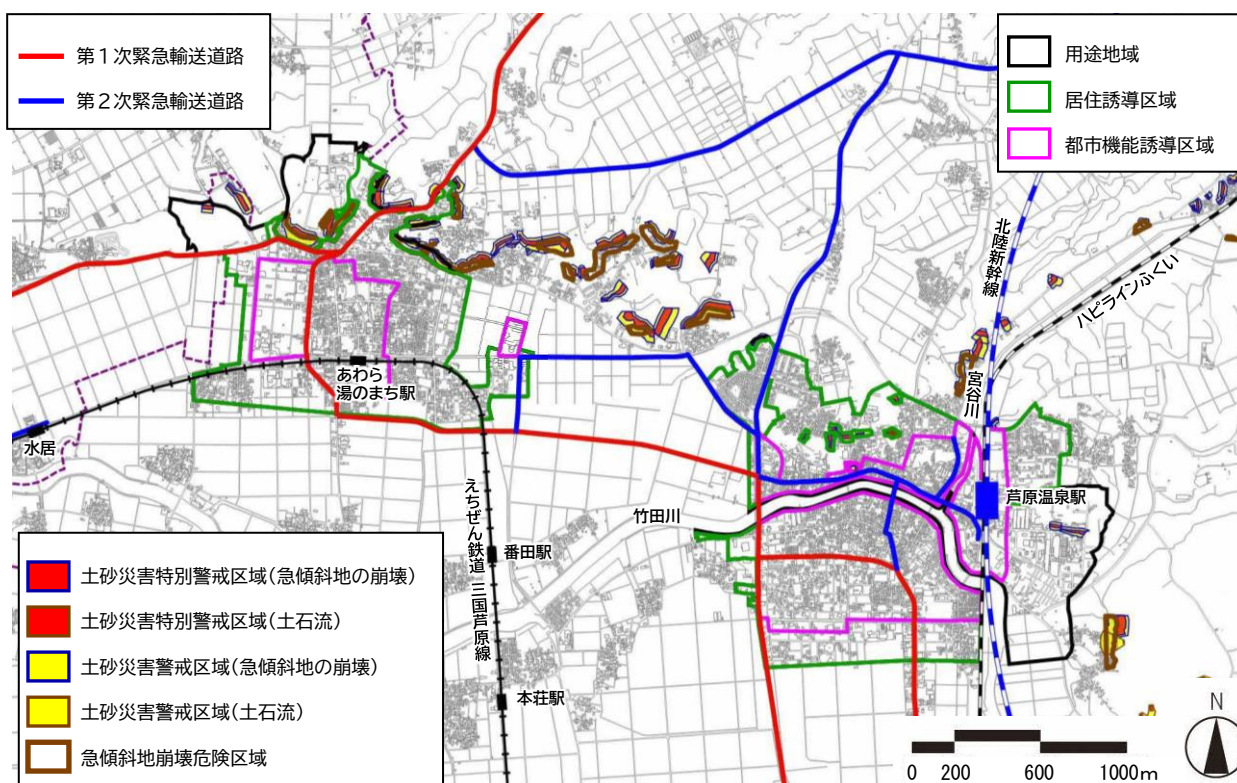 第1次緊急輸送道路
第2次緊急輸送道路
用途地域
居住誘導区域
都市機能誘導区域
北陸新幹線
ハピラインふくい
宮谷川
あわら
湯のまち駅
水居
芦原温泉駅
竹田川
えちぜん鉄道 三国芦原線
番田駅
本荘駅
土砂災害特別警戒区域(急傾斜地の崩壊)
土砂災害特別警戒区域(土石流)
土砂災害警戒区域(急傾斜地の崩壊)
土砂災害警戒区域(土石流)
急傾斜地崩壊危険区域
N
0 200 600 1000m